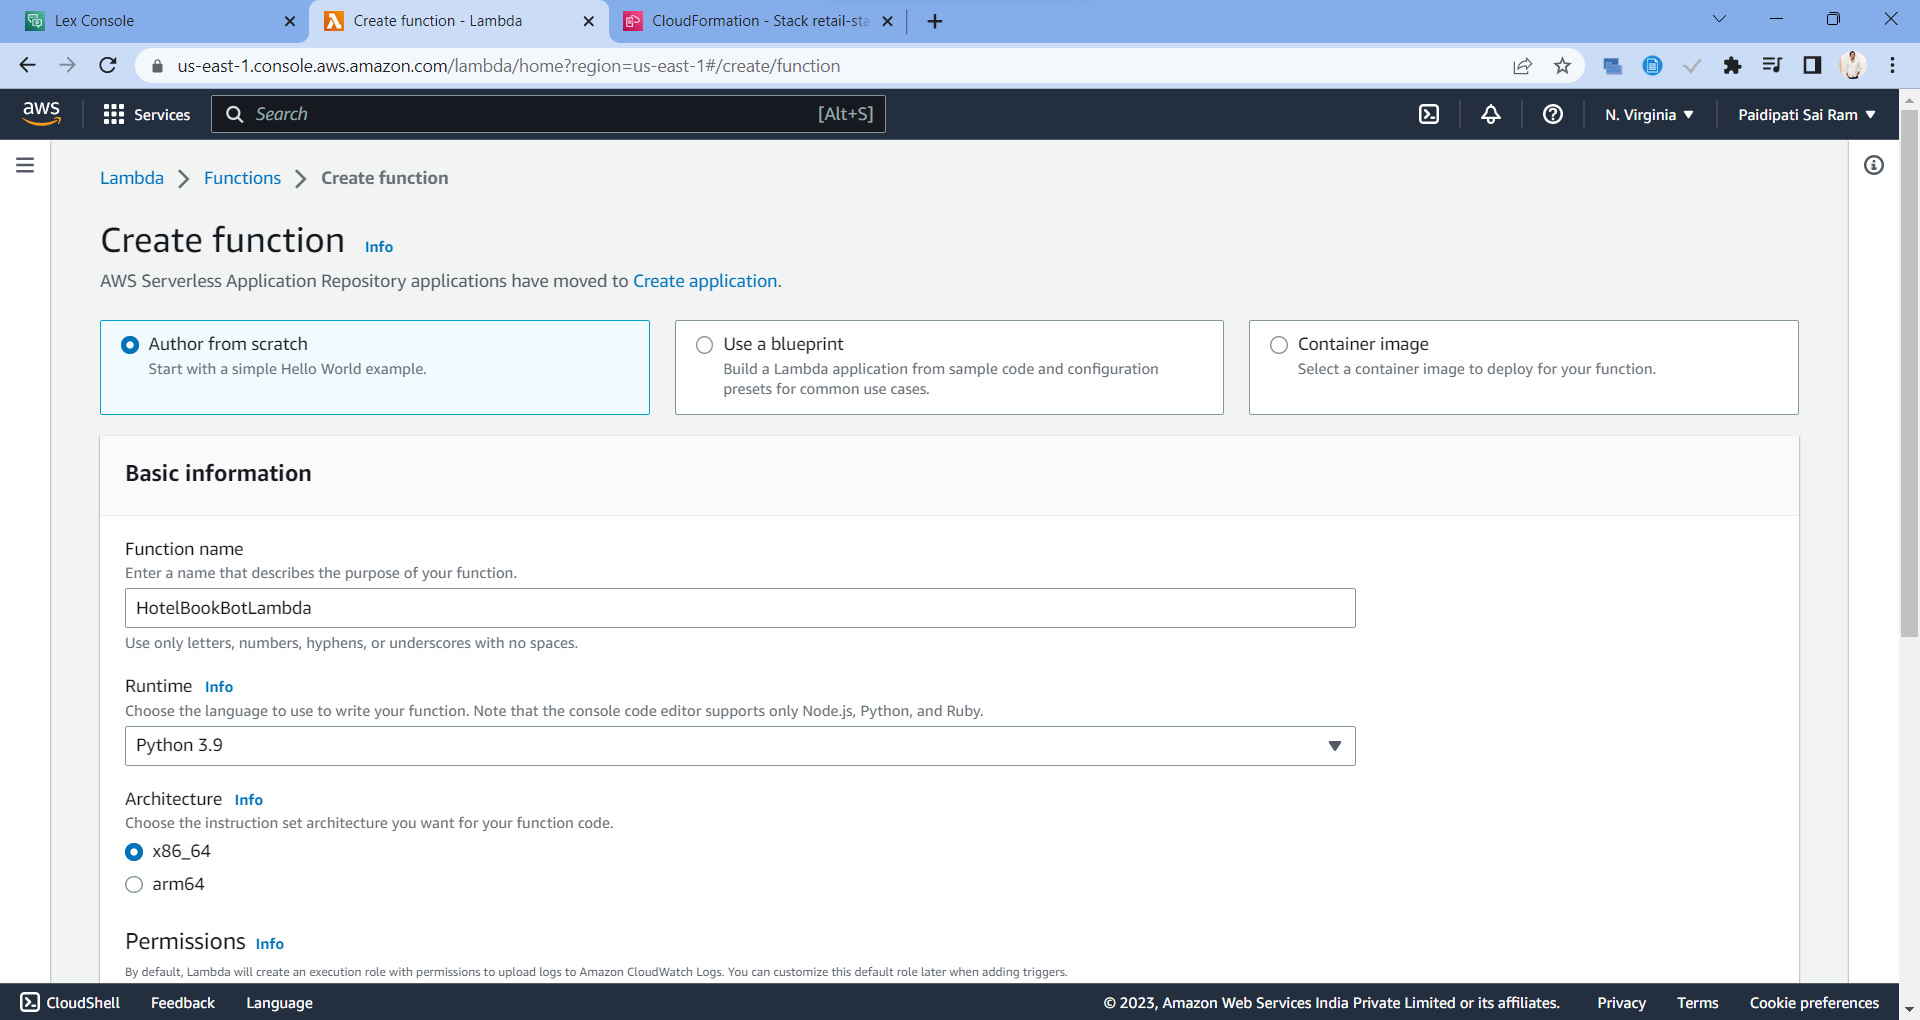 Lex Console
Create function - Lambda
CloudFormation - Stack retail-sta
us-east-1.console.aws.amazon.com/lambda/home?region=us-east-1#/create/function
aws
Services
Search
[Alt+S]
N. Virginia
Paidipati Sai Ram
Lambda
Functions
Create function
Create function
Info
AWS Serverless Application Repository applications have moved to Create application.
Author from scratch
Start with a simple Hello World example.
Use a blueprint
Build a Lambda application from sample code and configuration
presets for common use cases.
Container image
Select a container image to deploy for your function.
Basic information
Function name
Enter a name that describes the purpose of your function.
HotelBookBotLambda
Use only letters, numbers, hyphens, or underscores with no spaces.
Runtime Info
Choose the language to use to write your function. Note that the console code editor supports only Node.js, Python, and Ruby.
Python 3.9
Architecture Info
Choose the instruction set architecture you want for your function code.
x86_64
arm64
Permissions Info
By default, Lambda will create an execution role with permissions to upload logs to Amazon CloudWatch Logs. You can customize this default role later when adding triggers.
CloudShell
Feedback
Language
© 2023, Amazon Web Services India Private Limited or its affiliates.
Privacy
Terms
Cookie preferences